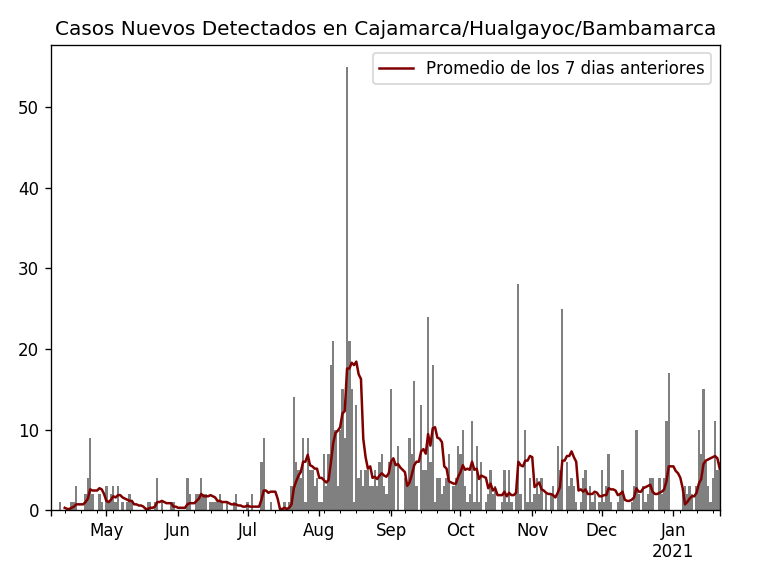 Casos Nuevos Detectados en Cajamarca/Hualgayoc/Bambamarca
Promedio de los 7 dias anteriores
50
40
30
20
10
0
May Jun Jul Aug Sep Oct Nov Dec Jan
2021